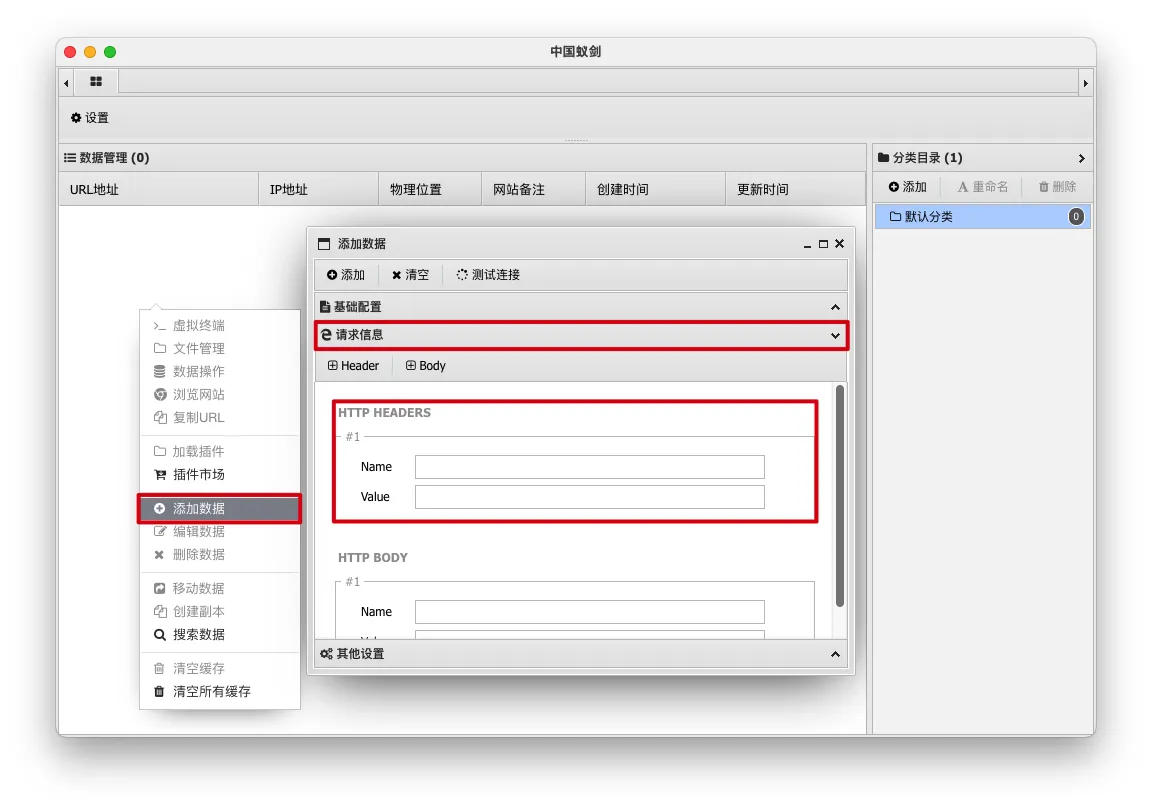 中国蚁剑
设置
数据管理 (0)
URL地址 IP地址 物理位置 网站备注 创建时间 更新时间
分类目录 (1)
添加 重命名 删除
默认分类 0
虚拟终端
文件管理
数据操作
浏览网站
复制URL
加载插件
插件市场
添加数据
编辑数据
删除数据
移动数据
创建副本
搜索数据
清空缓存
清空所有缓存
添加数据
添加 清空 测试连接
基础配置
请求信息
Header Body
HTTP HEADERS
#1
Name
Value
HTTP BODY
#1
Name
其他设置